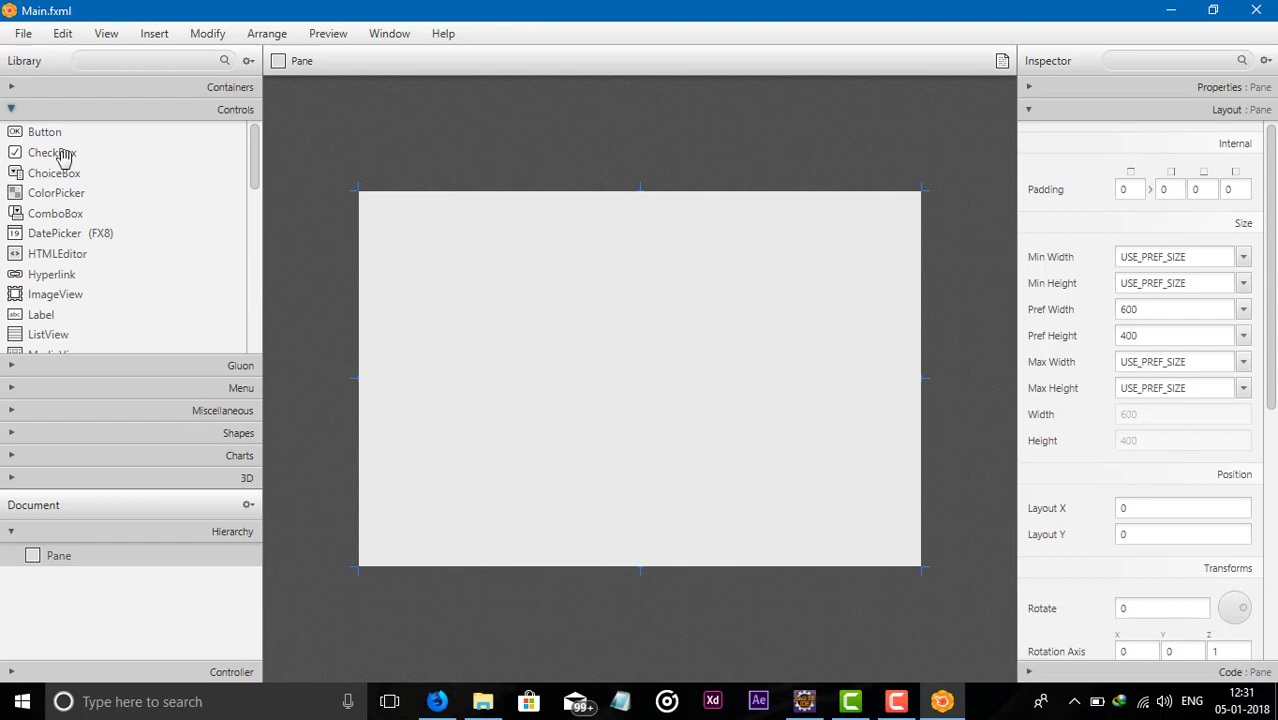 Main.fxml
File Edit View Insert Modify Arrange Preview Window Help
Library
Pane
Inspector
Containers
Controls
Button
CheckBox
ChoiceBox
ColorPicker
ComboBox
DatePicker (FX8)
HTMLEditor
Hyperlink
ImageView
Label
ListView
Gluon
Menu
Miscellaneous
Shapes
Charts
3D
Document
Hierarchy
Pane
Controller
Properties : Pane
Layout : Pane
Internal
Padding 0 0 0 0
Size
Min Width USE_PREF_SIZE
Min Height USE_PREF_SIZE
Pref Width 600
Pref Height 400
Max Width USE_PREF_SIZE
Max Height USE_PREF_SIZE
Width 600
Height 400
Position
Layout X 0
Layout Y 0
Transforms
Rotate 0
X Y Z
Rotation Axis 0 0 1
Code : Pane
Type here to search
99+
Xd
Ae
ENG
12:31
05-01-2018